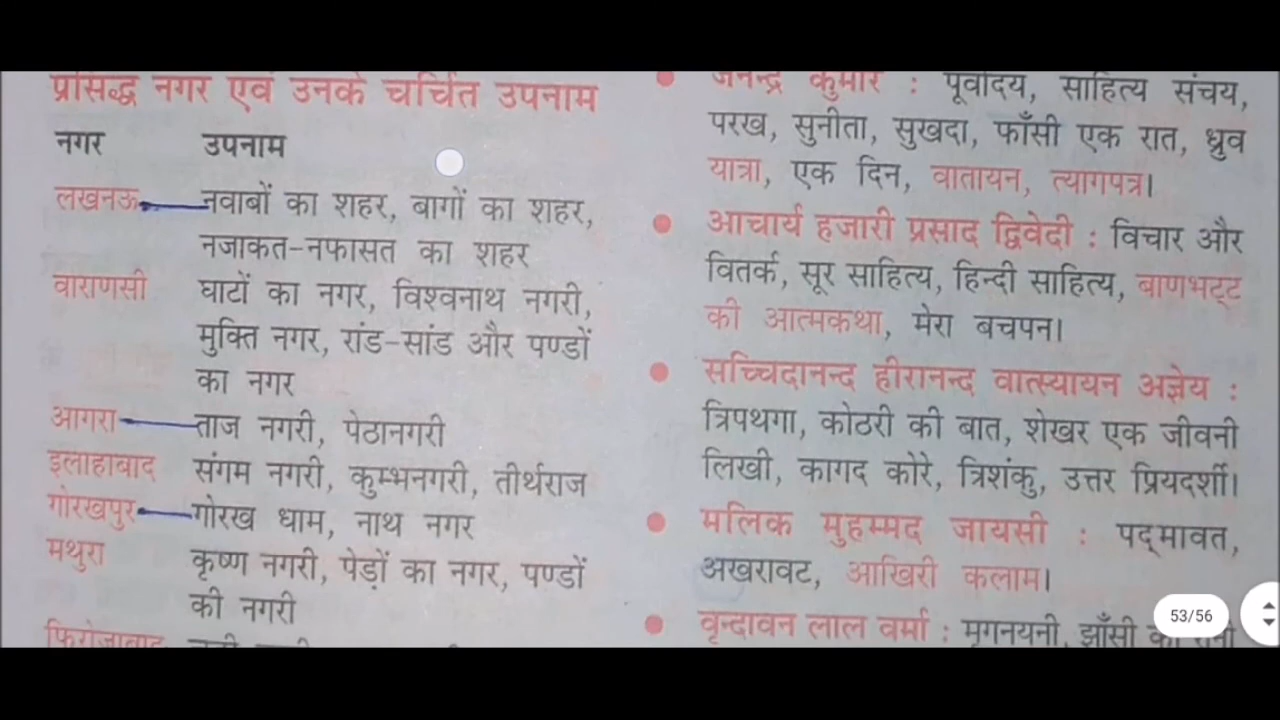 प्रसिद्ध नगर एवं उनके चर्चित उपनाम
नगर उपनाम
लखनऊ नवाबों का शहर, बागों का शहर,
नजाकत-नफासत का शहर
वाराणसी घाटों का नगर, विश्वनाथ नगरी,
मुक्ति नगर, रांड-सांड और पण्डों
का नगर
आगरा ताज नगरी, पेठानगरी
इलाहाबाद संगम नगरी, कुम्भनगरी, तीर्थराज
गोरखपुर गोरख धाम, नाथ नगर
मथुरा कृष्ण नगरी, पेड़ों का नगर, पण्डों
की नगरी
फिरोजाबाद
जैनेन्द्र कुमार : पूर्वोदय, साहित्य संचय,
परख, सुनीता, सुखदा, फाँसी एक रात, ध्रुव
यात्रा, एक दिन, वातायन, त्यागपत्र।
आचार्य हजारी प्रसाद द्विवेदी : विचार और
वितर्क, सूर साहित्य, हिन्दी साहित्य, बाणभट्ट
की आत्मकथा, मेरा बचपन।
सच्चिदानन्द हीरानन्द वात्स्यायन अज्ञेय :
त्रिपथगा, कोठरी की बात, शेखर एक जीवनी
लिखी, कागद कोरे, त्रिशंकु, उत्तर प्रियदर्शी।
मलिक मुहम्मद जायसी : पद्मावत,
अखरावट, आखिरी कलाम।
वृन्दावन लाल वर्मा : मृगनयनी, झाँसी की रानी
53/56